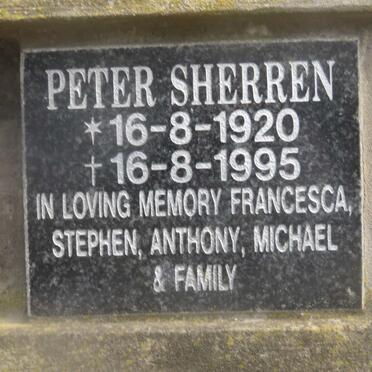 PETER SHERREN
* 16-8-1920
† 16-8-1995
IN LOVING MEMORY FRANCESCA,
STEPHEN, ANTHONY, MICHAEL
& FAMILY